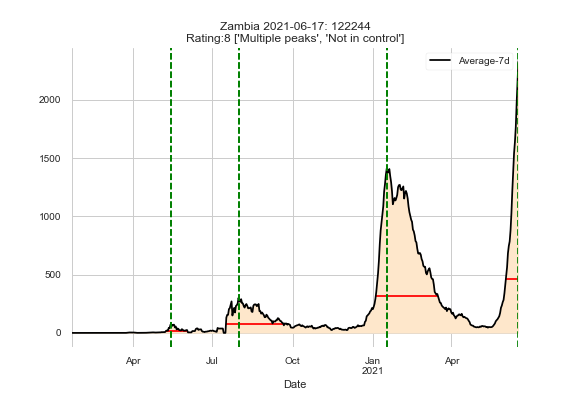 Zambia 2021-06-17: 122244
Rating:8 ['Multiple peaks', 'Not in control']
Average-7d
2000
1500
1000
500
0
Apr
Jul
Oct
Jan
2021
Apr
Date